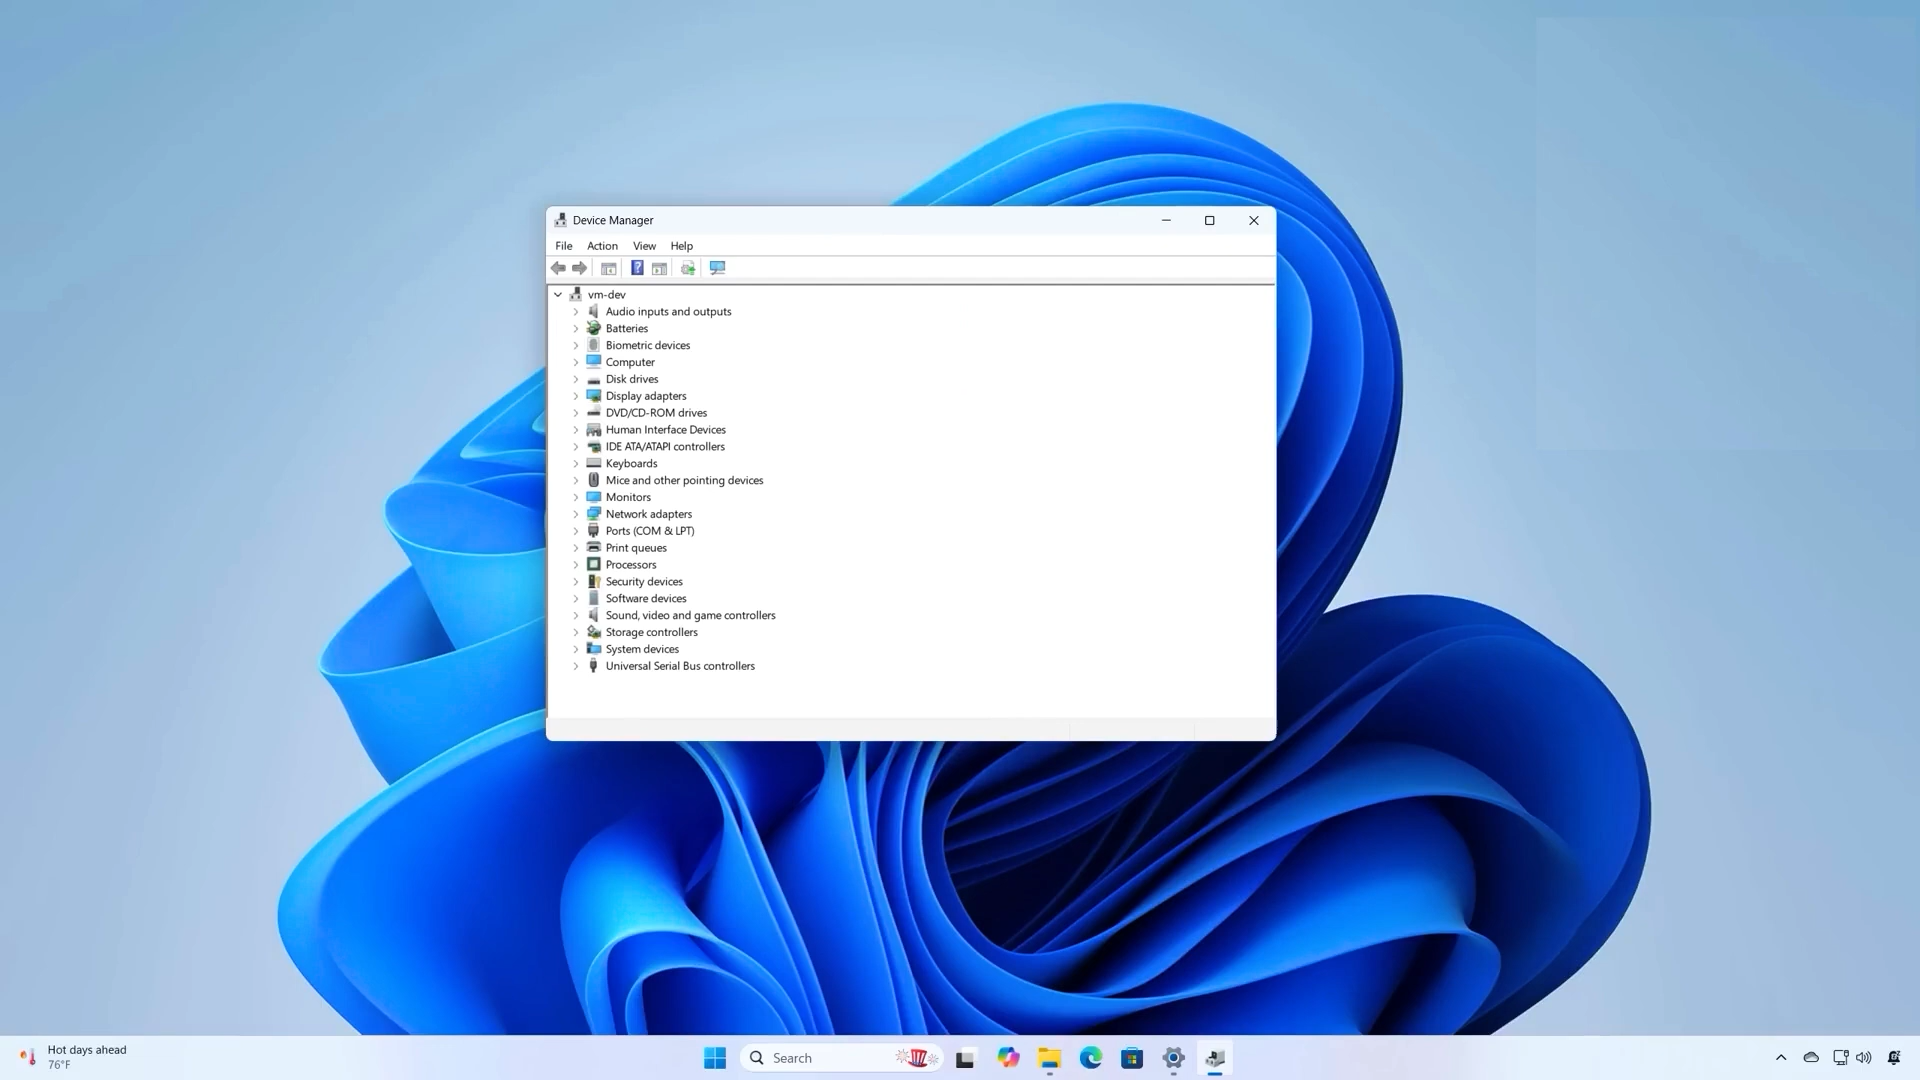 Device Manager
File Action View Help
vm-dev
Audio inputs and outputs
Batteries
Biometric devices
Computer
Disk drives
Display adapters
DVD/CD-ROM drives
Human Interface Devices
IDE ATA/ATAPI controllers
Keyboards
Mice and other pointing devices
Monitors
Network adapters
Ports (COM & LPT)
Print queues
Processors
Security devices
Software devices
Sound, video and game controllers
Storage controllers
System devices
Universal Serial Bus controllers
Hot days ahead
76°F
Search